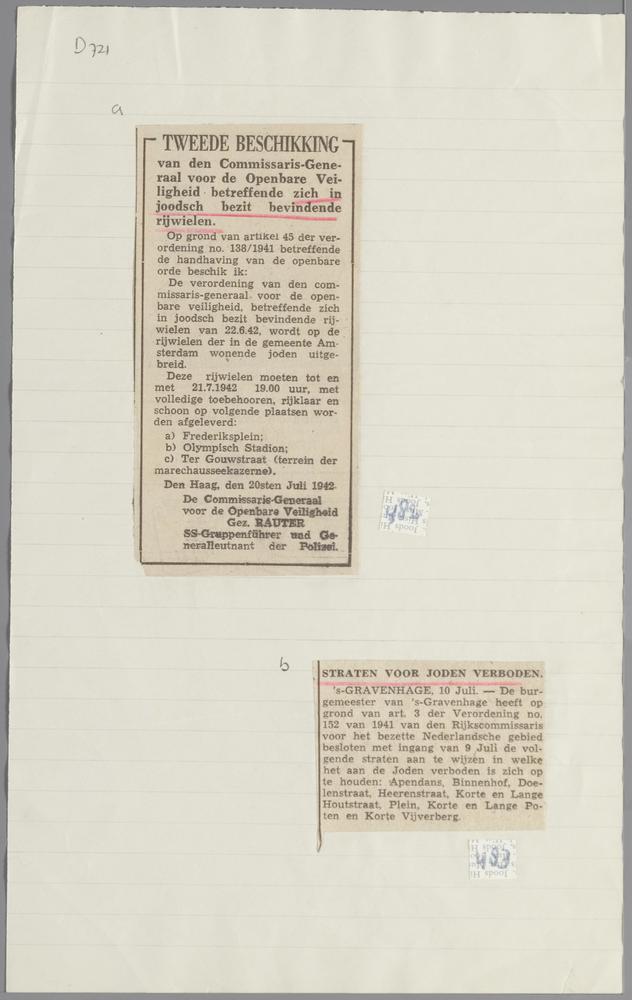 D721
a
TWEEDE BESCHIKKING
van den Commissaris-Gene-
raal voor de Openbare Vei-
ligheid betreffende zich in
joodsch bezit bevindende
rijwielen.
Op grond van artikel 45 der ver-
ordening no. 138/1941 betreffende
de handhaving van de openbare
orde beschik ik:
De verordening van den com-
missaris-generaal voor de open-
bare veiligheid, betreffende zich
in joodsch bezit bevindende rij-
wielen van 22.6.42, wordt op de
rijwielen der in de gemeente Am-
sterdam wonende joden uitge-
breid.
Deze rijwielen moeten tot en
met 21.7.1942 19.00 uur, met
volledige toebehooren, rijklaar en
schoon op volgende plaatsen wor-
den afgeleverd:
a) Frederiksplein;
b) Olympisch Stadion;
c) Ter Gouwstraat (terrein der
marechausseekazerne).
Den Haag, den 20sten Juli 1942
De Commissaris-Generaal
voor de Openbare Veiligheid
Gez. RAUTER
SS-Gruppenführer und Ge-
neralleutnant der Polizei.
b
STRATEN VOOR JODEN VERBODEN.
's-GRAVENHAGE, 10 Juli. — De bur-
gemeester van 's-Gravenhage heeft op
grond van art. 3 der Verordening no.
152 van 1941 van den Rijkscommissaris
voor het bezette Nederlandsche gebied
besloten met ingang van 9 Juli de vol-
gende straten aan te wijzen in welke
het aan de Joden verboden is zich op
te houden: Apendans, Binnenhof, Doe-
lenstraat, Heerenstraat, Korte en Lange
Houtstraat, Plein, Korte en Lange Po-
ten en Korte Vijverberg.
Joods Hi